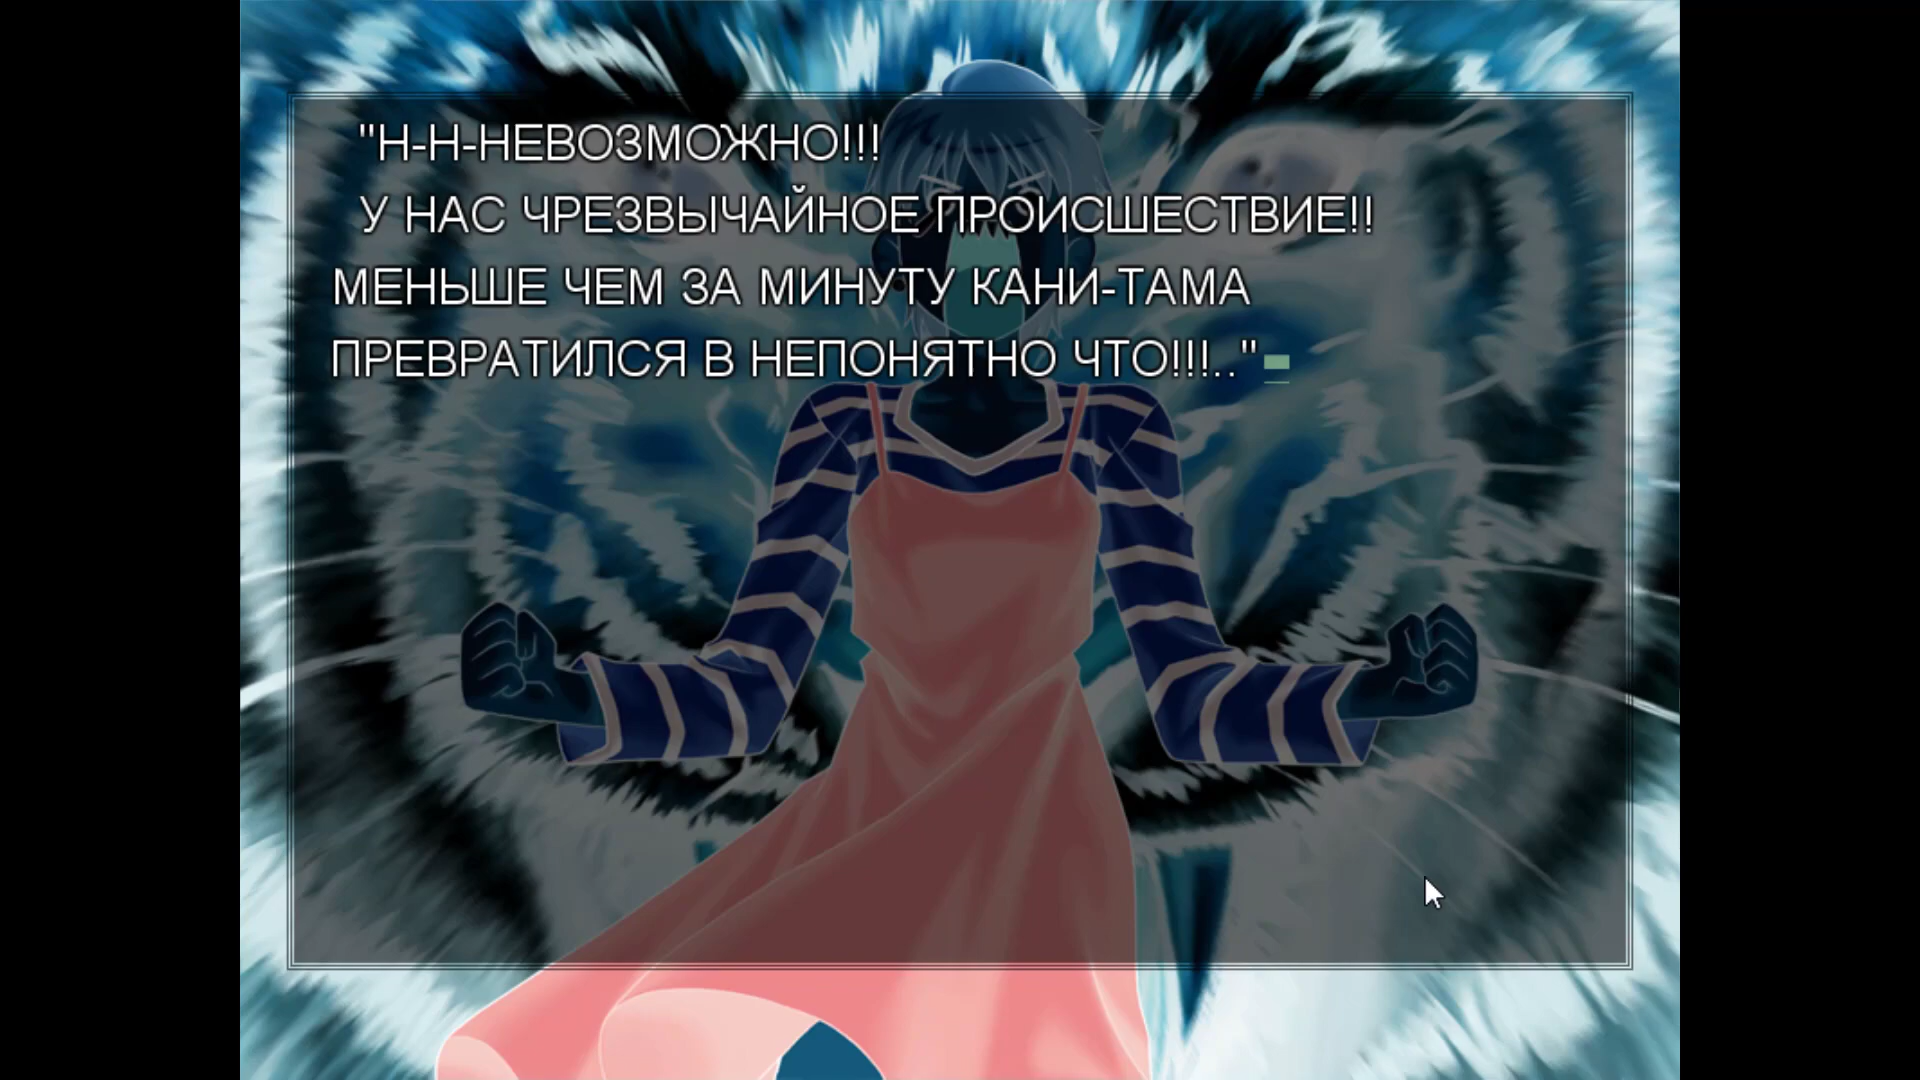 "Н-Н-НЕВОЗМОЖНО!!!
У НАС ЧРЕЗВЫЧАЙНОЕ ПРОИСШЕСТВИЕ!!
МЕНЬШЕ ЧЕМ ЗА МИНУТУ КАНИ-ТАМА
ПРЕВРАТИЛСЯ В НЕПОНЯТНО ЧТО!!!.."